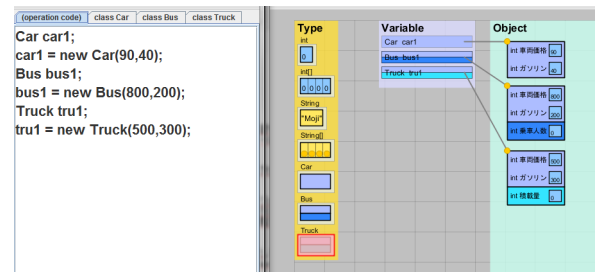 (operation code) class Car class Bus class Truck
Car car1;
car1 = new Car(90,40);
Bus bus1;
bus1 = new Bus(800,200);
Truck tru1;
tru1 = new Truck(500,300);
Type
int
0
int[]
0 0 0 0
String
"Moji"
String[]
Car
Bus
Truck
Variable
Car car1
Bus bus1
Truck tru1
Object
int 車両価格 90
int ガソリン 40
int 車両価格 800
int ガソリン 200
int 乗車人数 0
int 車両価格 500
int ガソリン 300
int 積載量 0